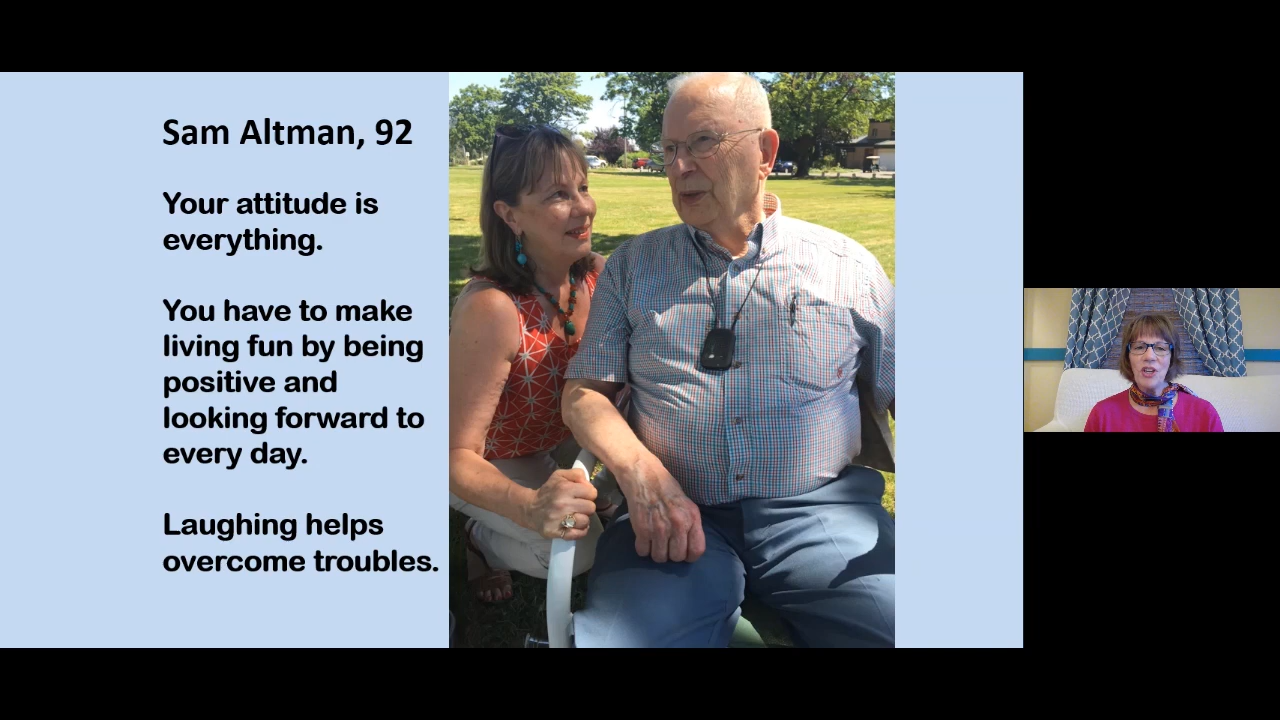 Sam Altman, 92
Your attitude is
everything.
You have to make
living fun by being
positive and
looking forward to
every day.
Laughing helps
overcome troubles.